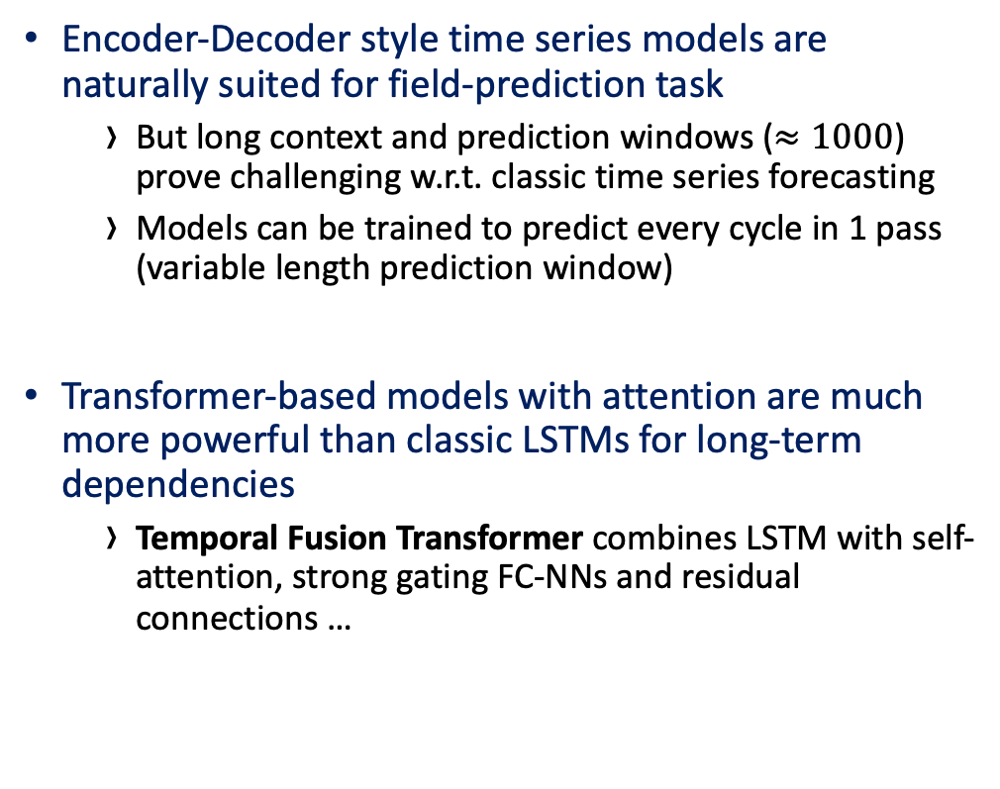 • Encoder-Decoder style time series models are
naturally suited for field-prediction task
❯ But long context and prediction windows (≈ 1000)
prove challenging w.r.t. classic time series forecasting
❯ Models can be trained to predict every cycle in 1 pass
(variable length prediction window)
• Transformer-based models with attention are much
more powerful than classic LSTMs for long-term
dependencies
❯ Temporal Fusion Transformer combines LSTM with self-
attention, strong gating FC-NNs and residual
connections ...